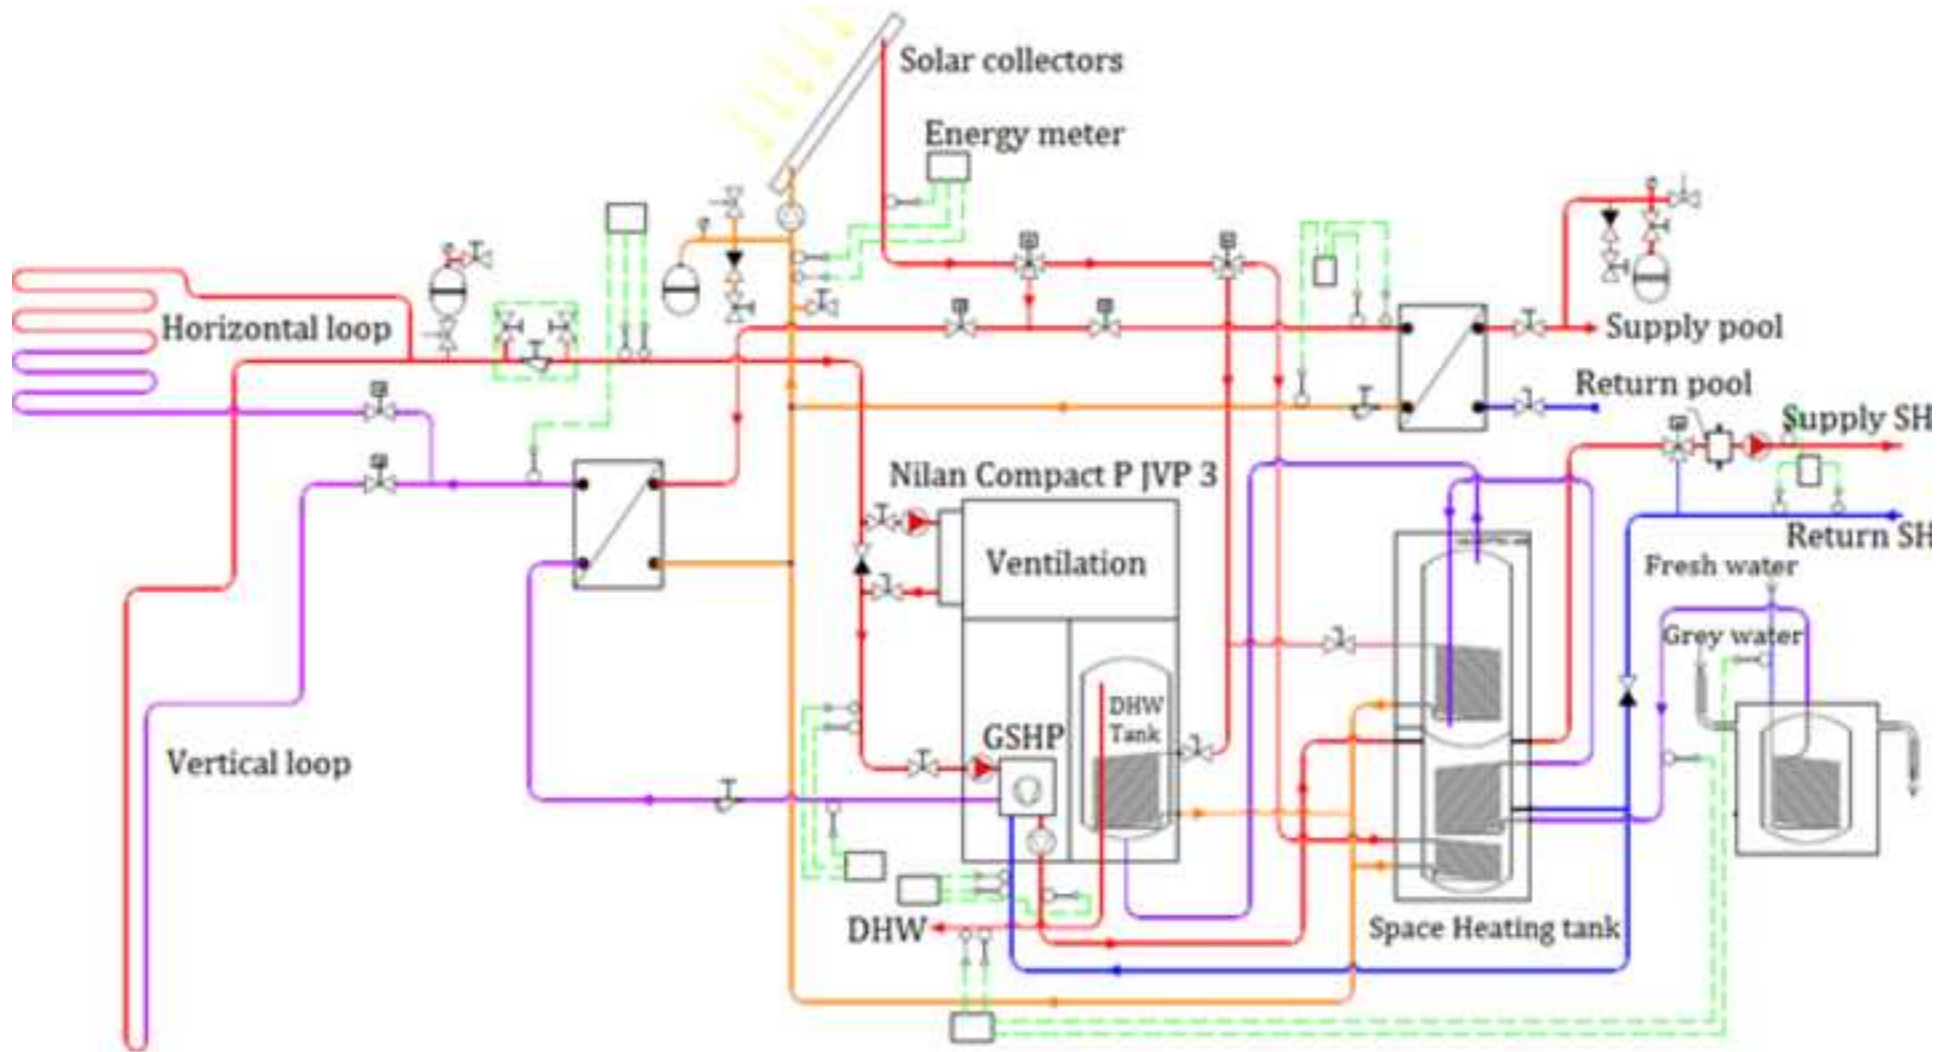 Solar collectors
Energy meter
Horizontal loop
Supply pool
Return pool
Supply SH
Nilan Compact P JVP 3
Return SH
Ventilation
Fresh water
Grey water
DHW
Tank
GSHP
Vertical loop
DHW
Space Heating tank